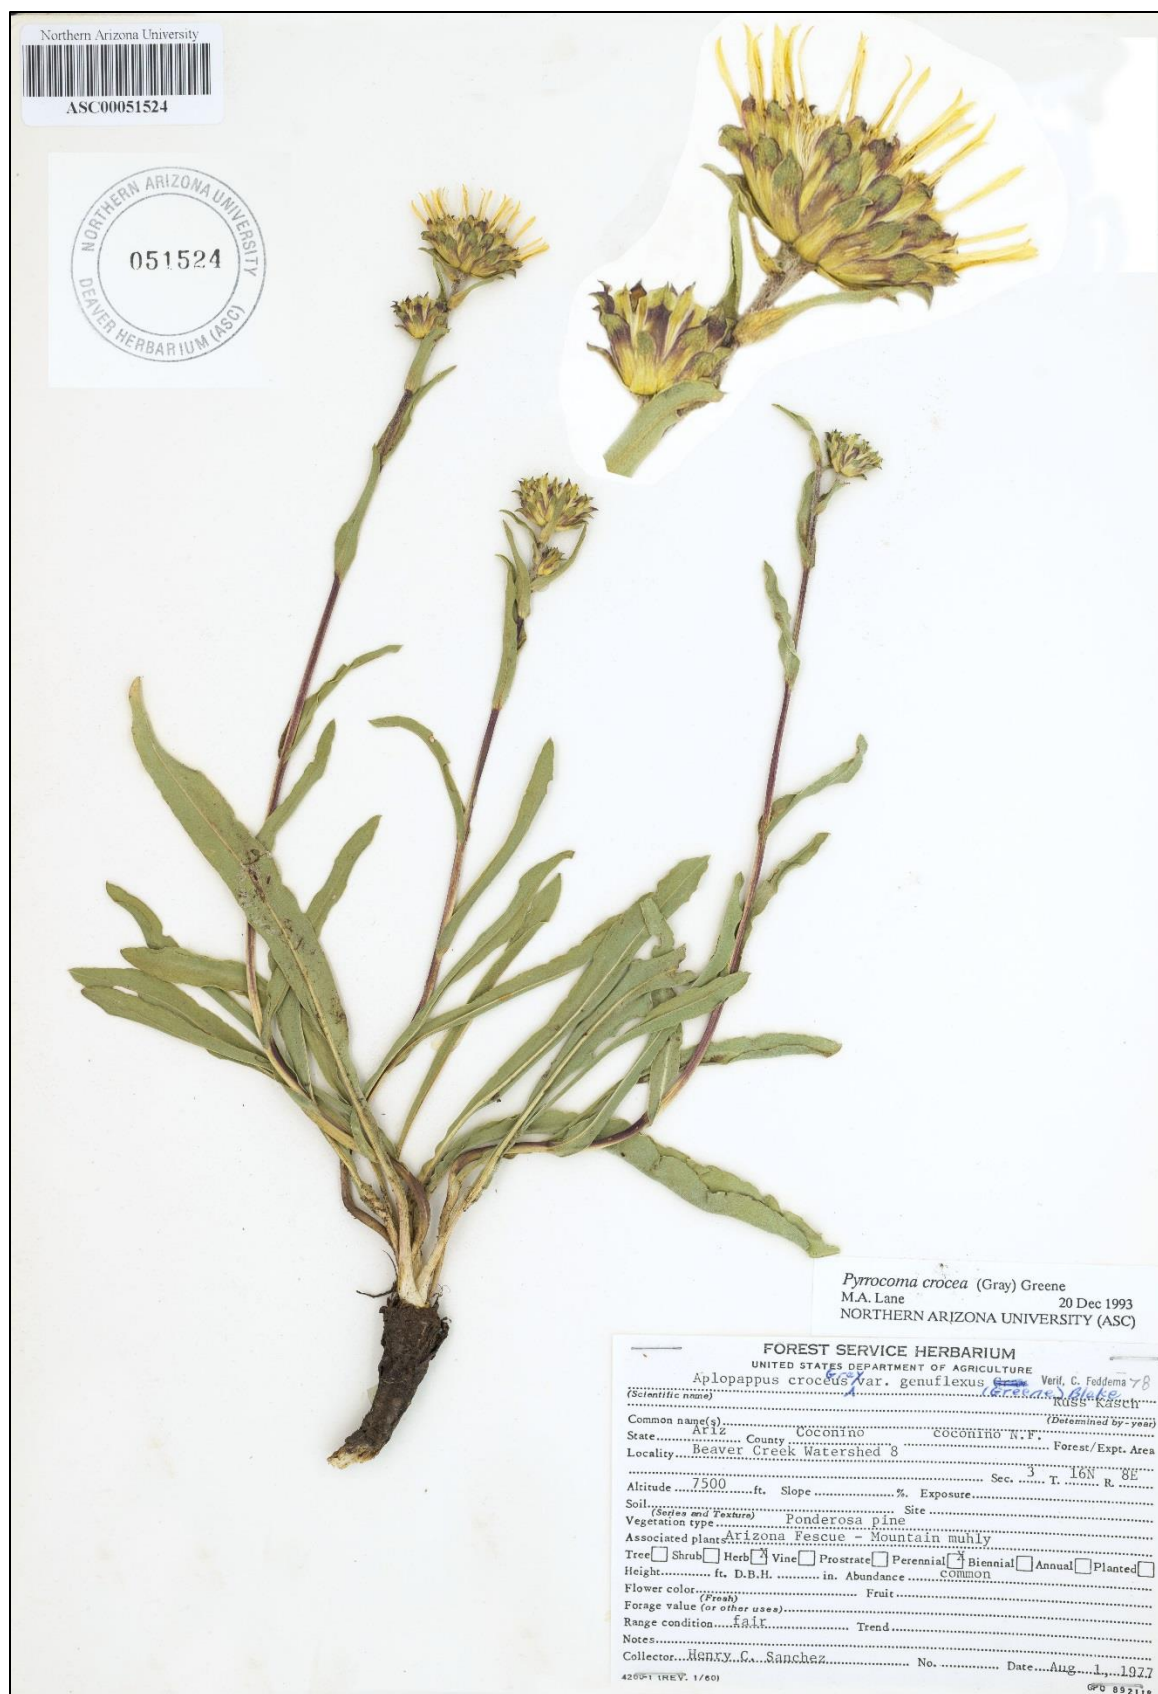 Northern Arizona University
ASC00051524
NORTHERN ARIZONA UNIVERSITY
051524
DEAVER HERBARIUM (ASC)
Pyrrocoma crocea (Gray) Greene
M.A. Lane 20 Dec 1993
NORTHERN ARIZONA UNIVERSITY (ASC)
FOREST SERVICE HERBARIUM
UNITED STATES DEPARTMENT OF AGRICULTURE
Aplopappus croceus Gray var. genuflexus (Greene) Blake Verif, C. Feddema 78
(Scientific name) Russ Kasch
Common name(s) (Determined by - year)
State Ariz County Coconino coconino N.F. Forest/Expt. Area
Locality Beaver Creek Watershed 8
Sec. 3 T. 16N R. 8E
Altitude 7500 ft. Slope %. Exposure
Soil Site
(Series and Texture)
Vegetation type Ponderosa pine
Associated plants Arizona Fescue - Mountain muhly
Tree Shrub Herb X Vine Prostrate Perennial X Biennial Annual Planted
Height ft. D.B.H. in. Abundance common
Flower color Fruit
(Fresh)
Forage value (or other uses)
Range condition fair Trend
Notes
Collector Henry C. Sanchez No. Date Aug 1, 1977
4200-1 (REV. 1/60) GPO 892118